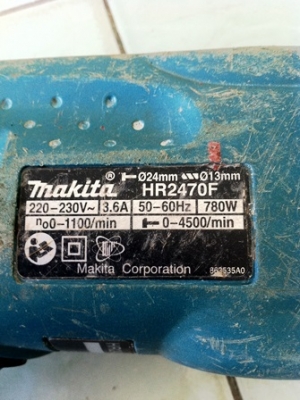 Ø24mm Ø13mm
makita HR2470F
220-230V~ 3.6A 50-60Hz 780W
n0 0-1100/min 0-4500/min
Makita Corporation 863535A0